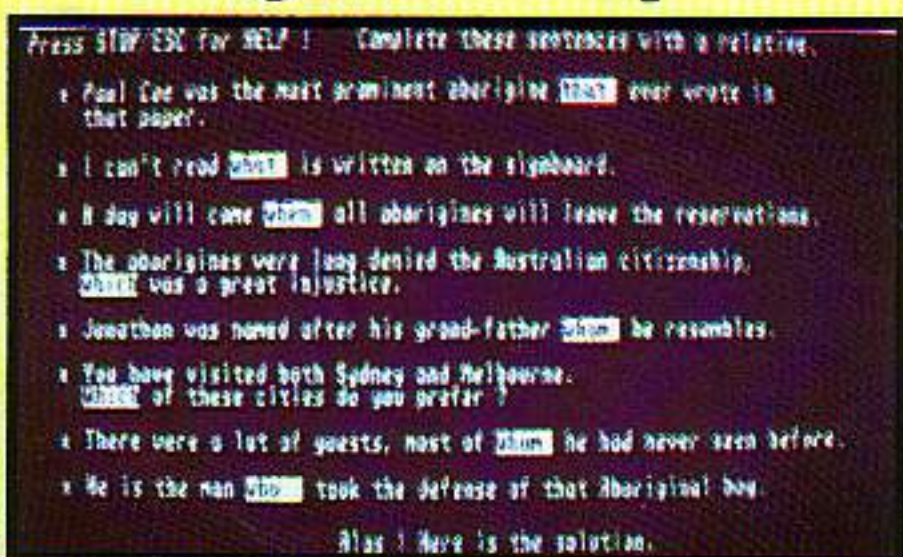 Press STOP/ESC for HELP ! Complete these sentences with a relative.
* Paul Coe was the most prominent aborigine that ever wrote in
that paper.
* I can't read what is written on the signboard.
* A day will come when all aborigines will leave the reservations.
* The aborigines were long denied the Australian citizenship,
which was a great injustice.
* Jonathan was named after his grand-father whom he resembles.
* You have visited both Sydney and Melbourne.
Which of these cities do you prefer ?
* There were a lot of guests, most of whom he had never seen before.
* He is the man who took the defense of that Aboriginal boy.
Alas ! Here is the solution.